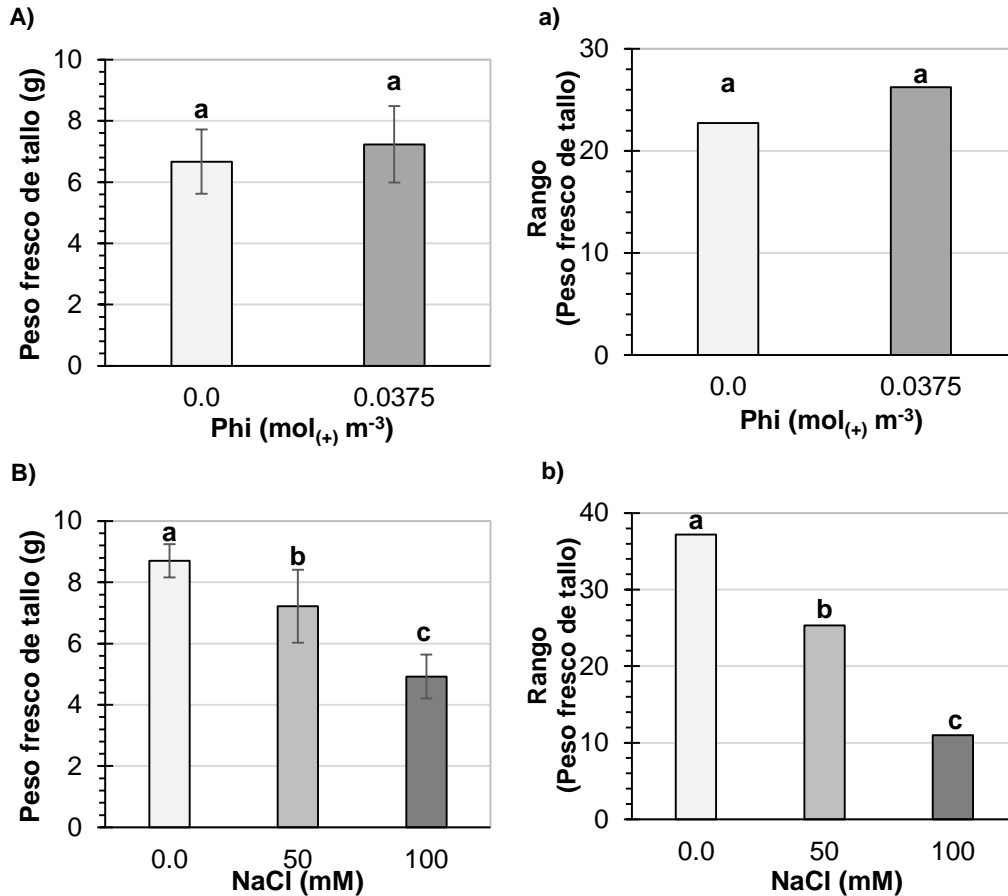 A)
Peso fresco de tallo (g)
10
8
6
4
2
0
a
a
0.0
0.0375
Phi (mol(+) m-3)
a)
Rango
(Peso fresco de tallo)
30
20
10
0
a
a
0.0
0.0375
Phi (mol(+) m-3)
B)
Peso fresco de tallo (g)
10
8
6
4
2
0
a
b
c
0.0
50
100
NaCl (mM)
b)
Rango
(Peso fresco de tallo)
40
30
20
10
0
a
b
c
0.0
50
100
NaCl (mM)